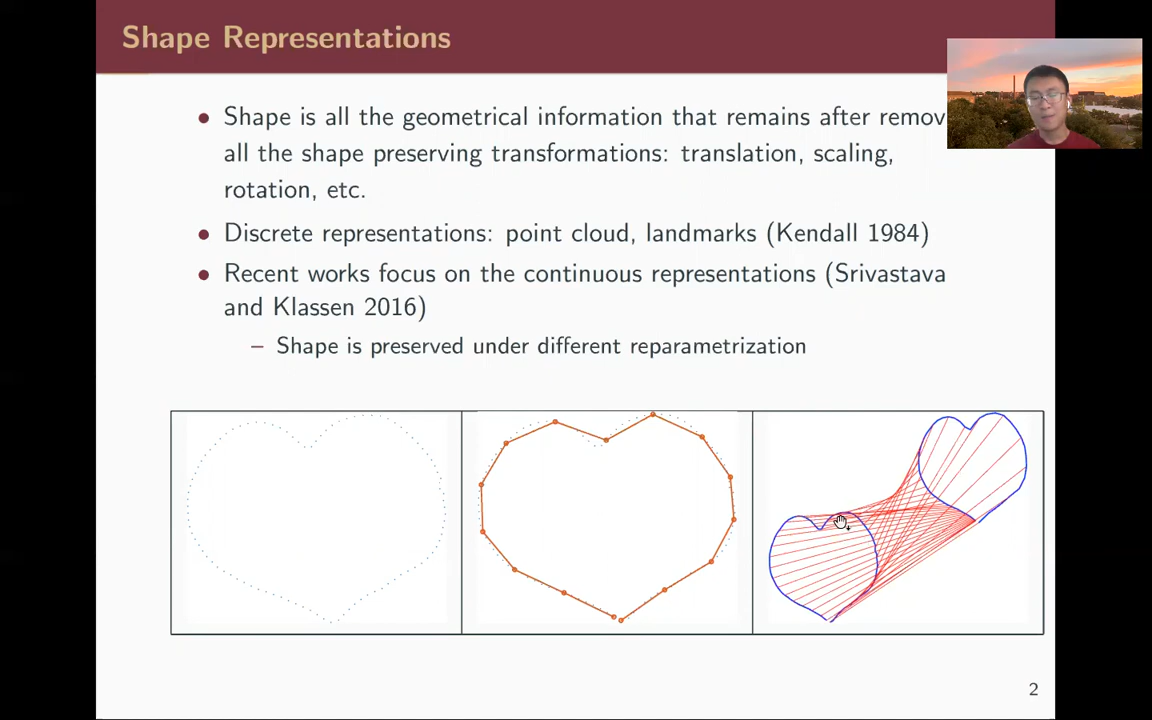 Shape Representations
Shape is all the geometrical information that remains after remov
all the shape preserving transformations: translation, scaling,
rotation, etc.
Discrete representations: point cloud, landmarks (Kendall 1984)
Recent works focus on the continuous representations (Srivastava
and Klassen 2016)
– Shape is preserved under different reparametrization
2